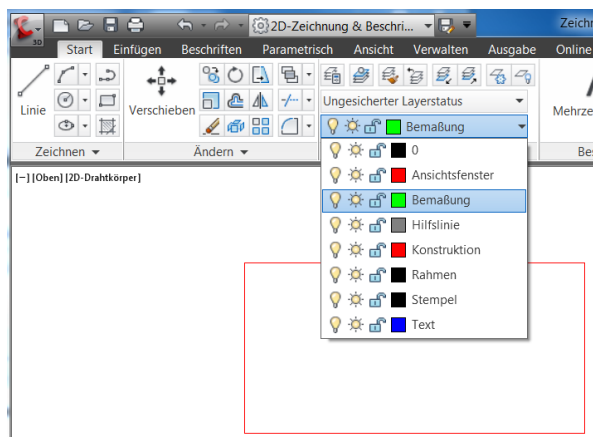 3D
2D-Zeichnung & Beschri...
Zeichn
Start Einfügen Beschriften Parametrisch Ansicht Verwalten Ausgabe Online
Linie
Verschieben
Ungesicherter Layerstatus
Mehrze
Bemaßung
Zeichnen Ändern Bes
0
Ansichtsfenster
Bemaßung
Hilfslinie
Konstruktion
Rahmen
Stempel
Text
[−] [Oben] [2D-Drahtkörper]